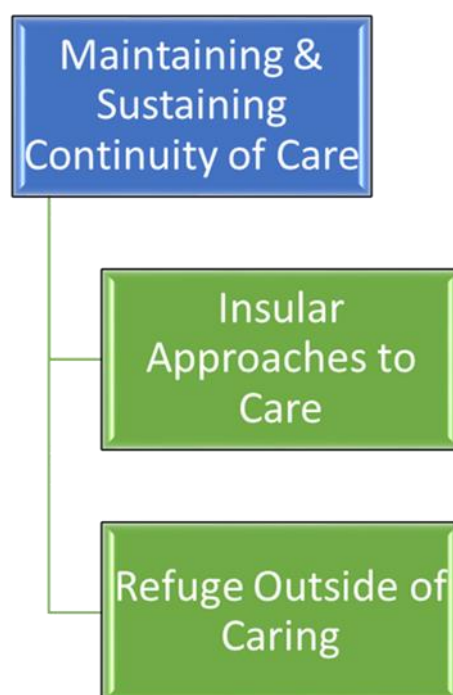 Maintaining &
Sustaining
Continuity of Care
Insular
Approaches to
Care
Refuge Outside of
Caring